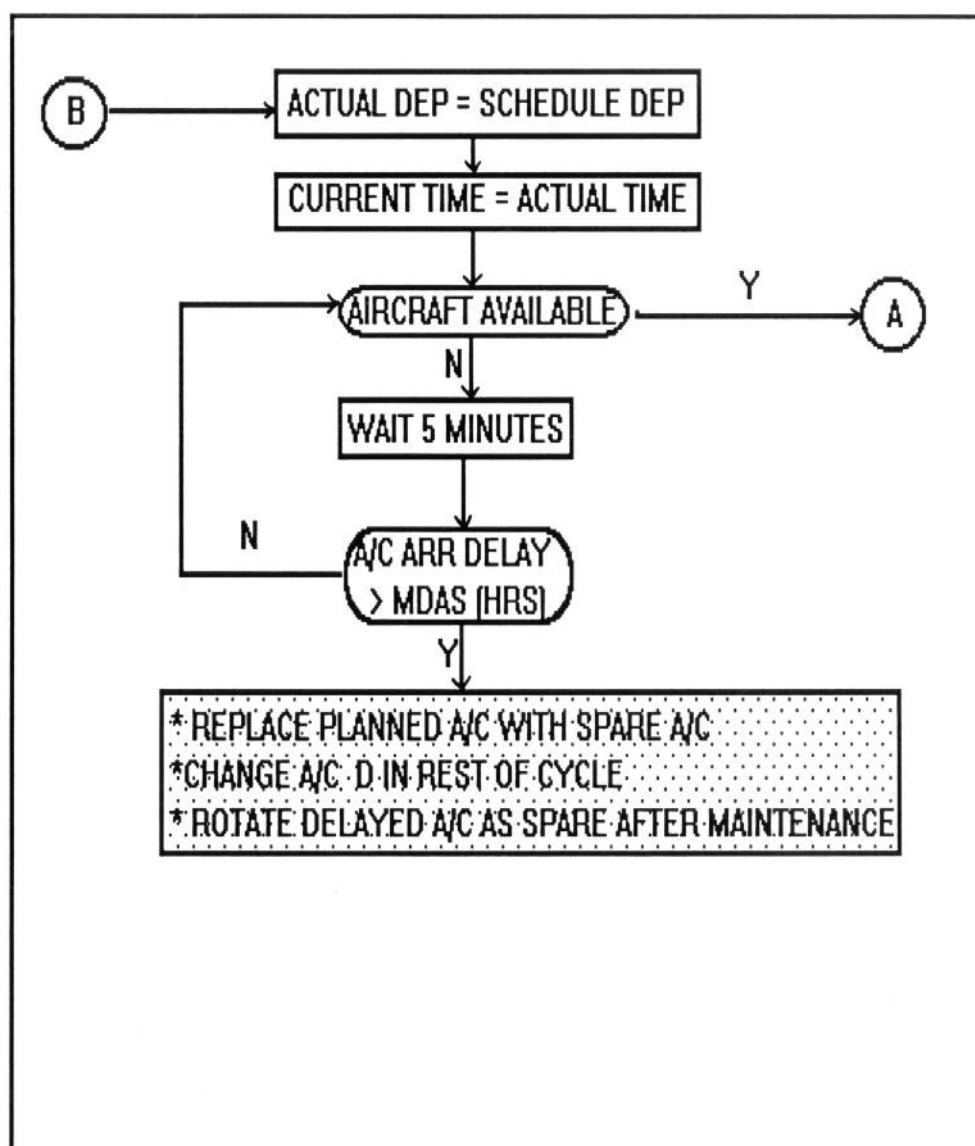 B
ACTUAL DEP = SCHEDULE DEP
CURRENT TIME = ACTUAL TIME
AIRCRAFT AVAILABLE
Y
A
N
WAIT 5 MINUTES
N
A/C ARR DELAY
> MDAS (HRS)
Y
* REPLACE PLANNED A/C WITH SPARE A/C
*CHANGE A/C D IN REST OF CYCLE
* ROTATE DELAYED A/C AS SPARE AFTER MAINTENANCE